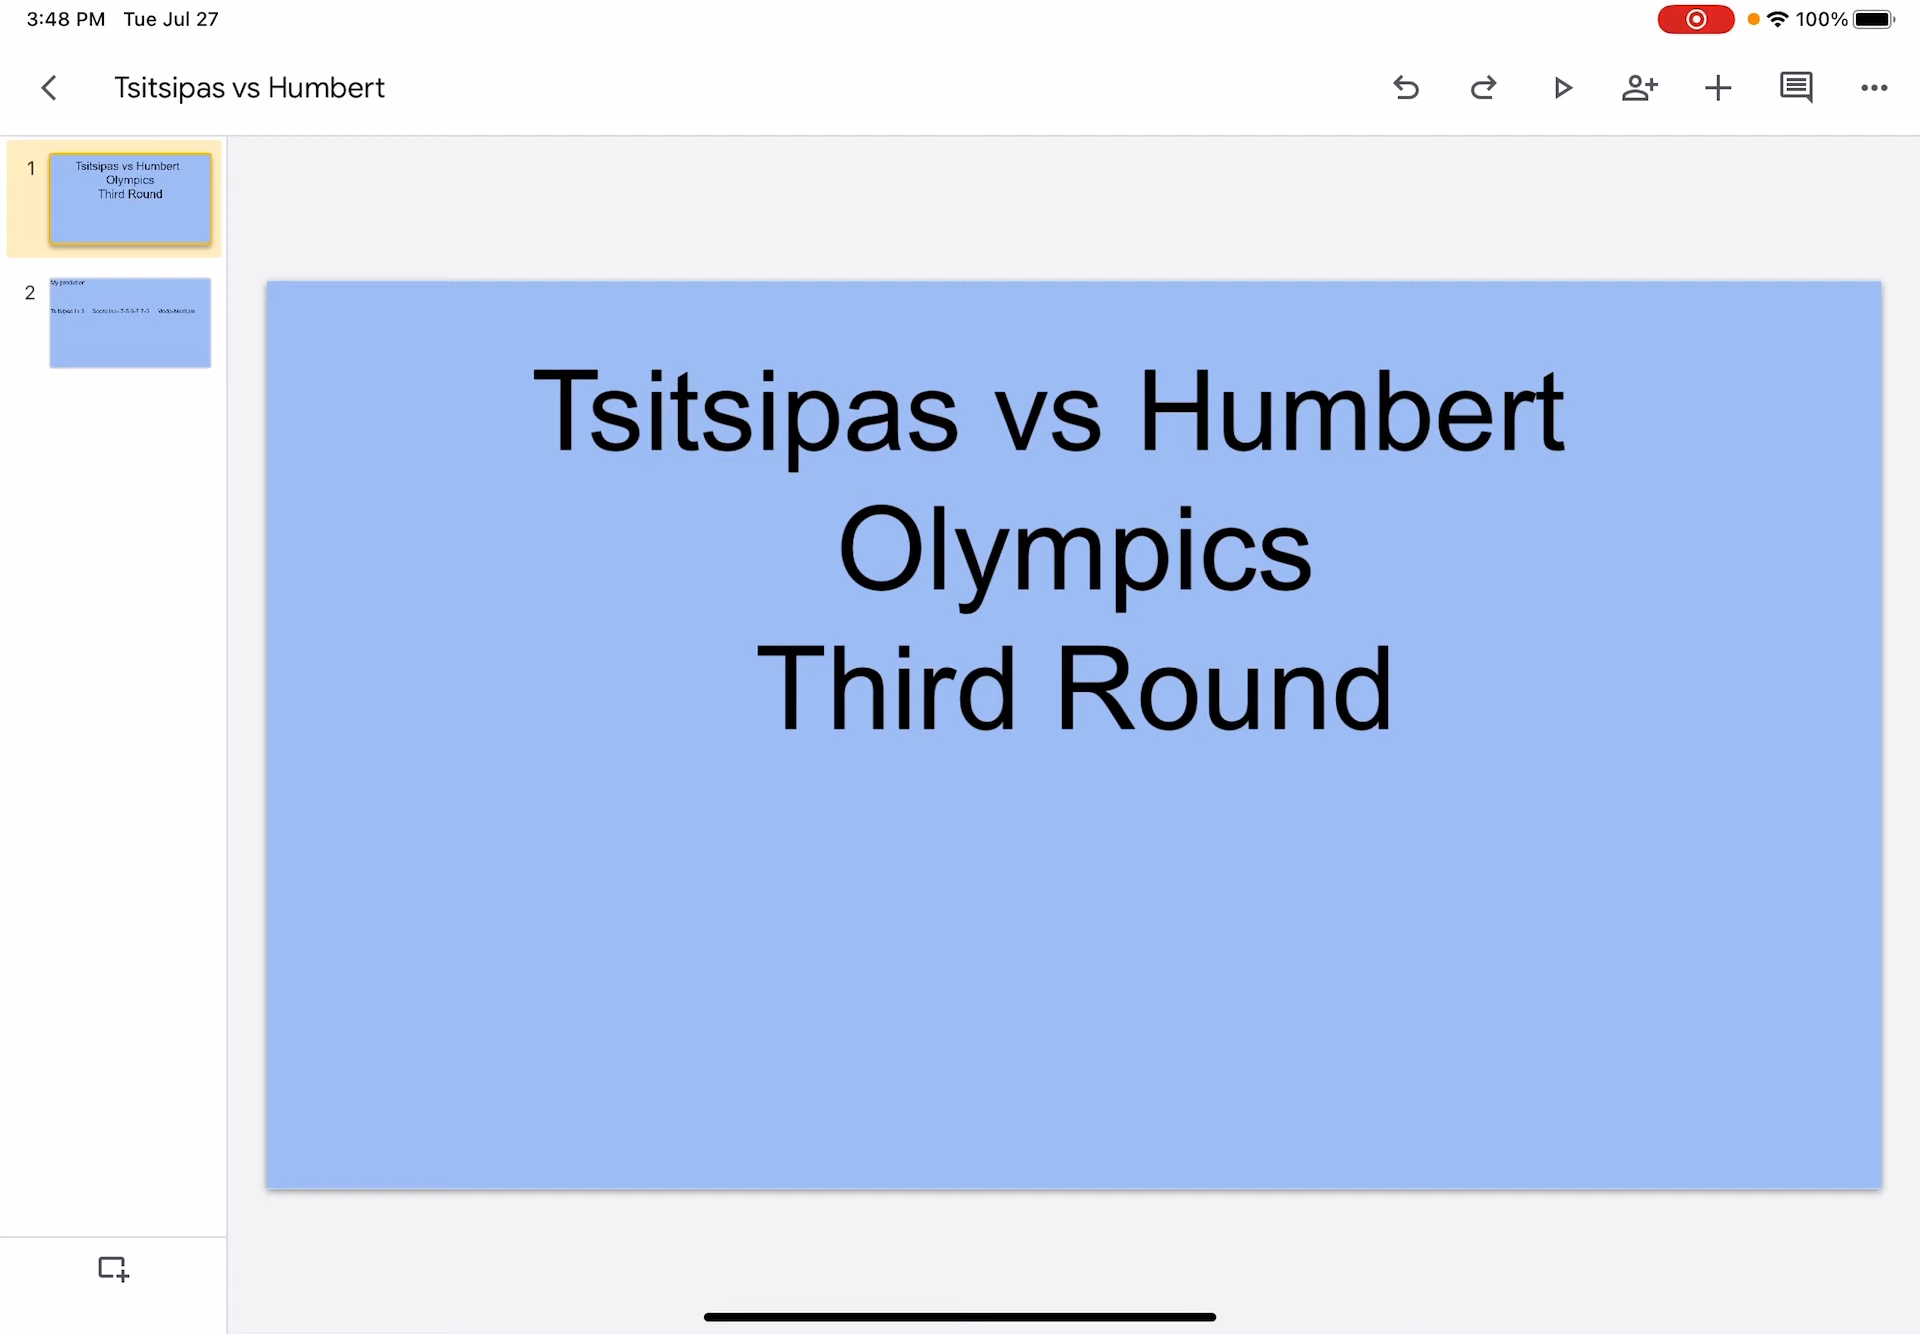 3:48 PM Tue Jul 27
100%
Tsitsipas vs Humbert
1
Tsitsipas vs Humbert
Olympics
Third Round
2
Tsitsipas vs Humbert
Olympics
Third Round